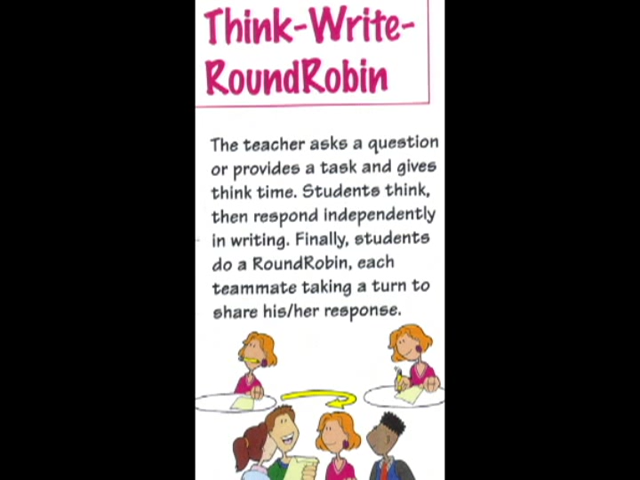 Think-Write-
RoundRobin
The teacher asks a question
or provides a task and gives
think time. Students think,
then respond independently
in writing. Finally, students
do a RoundRobin, each
teammate taking a turn to
share his/her response.